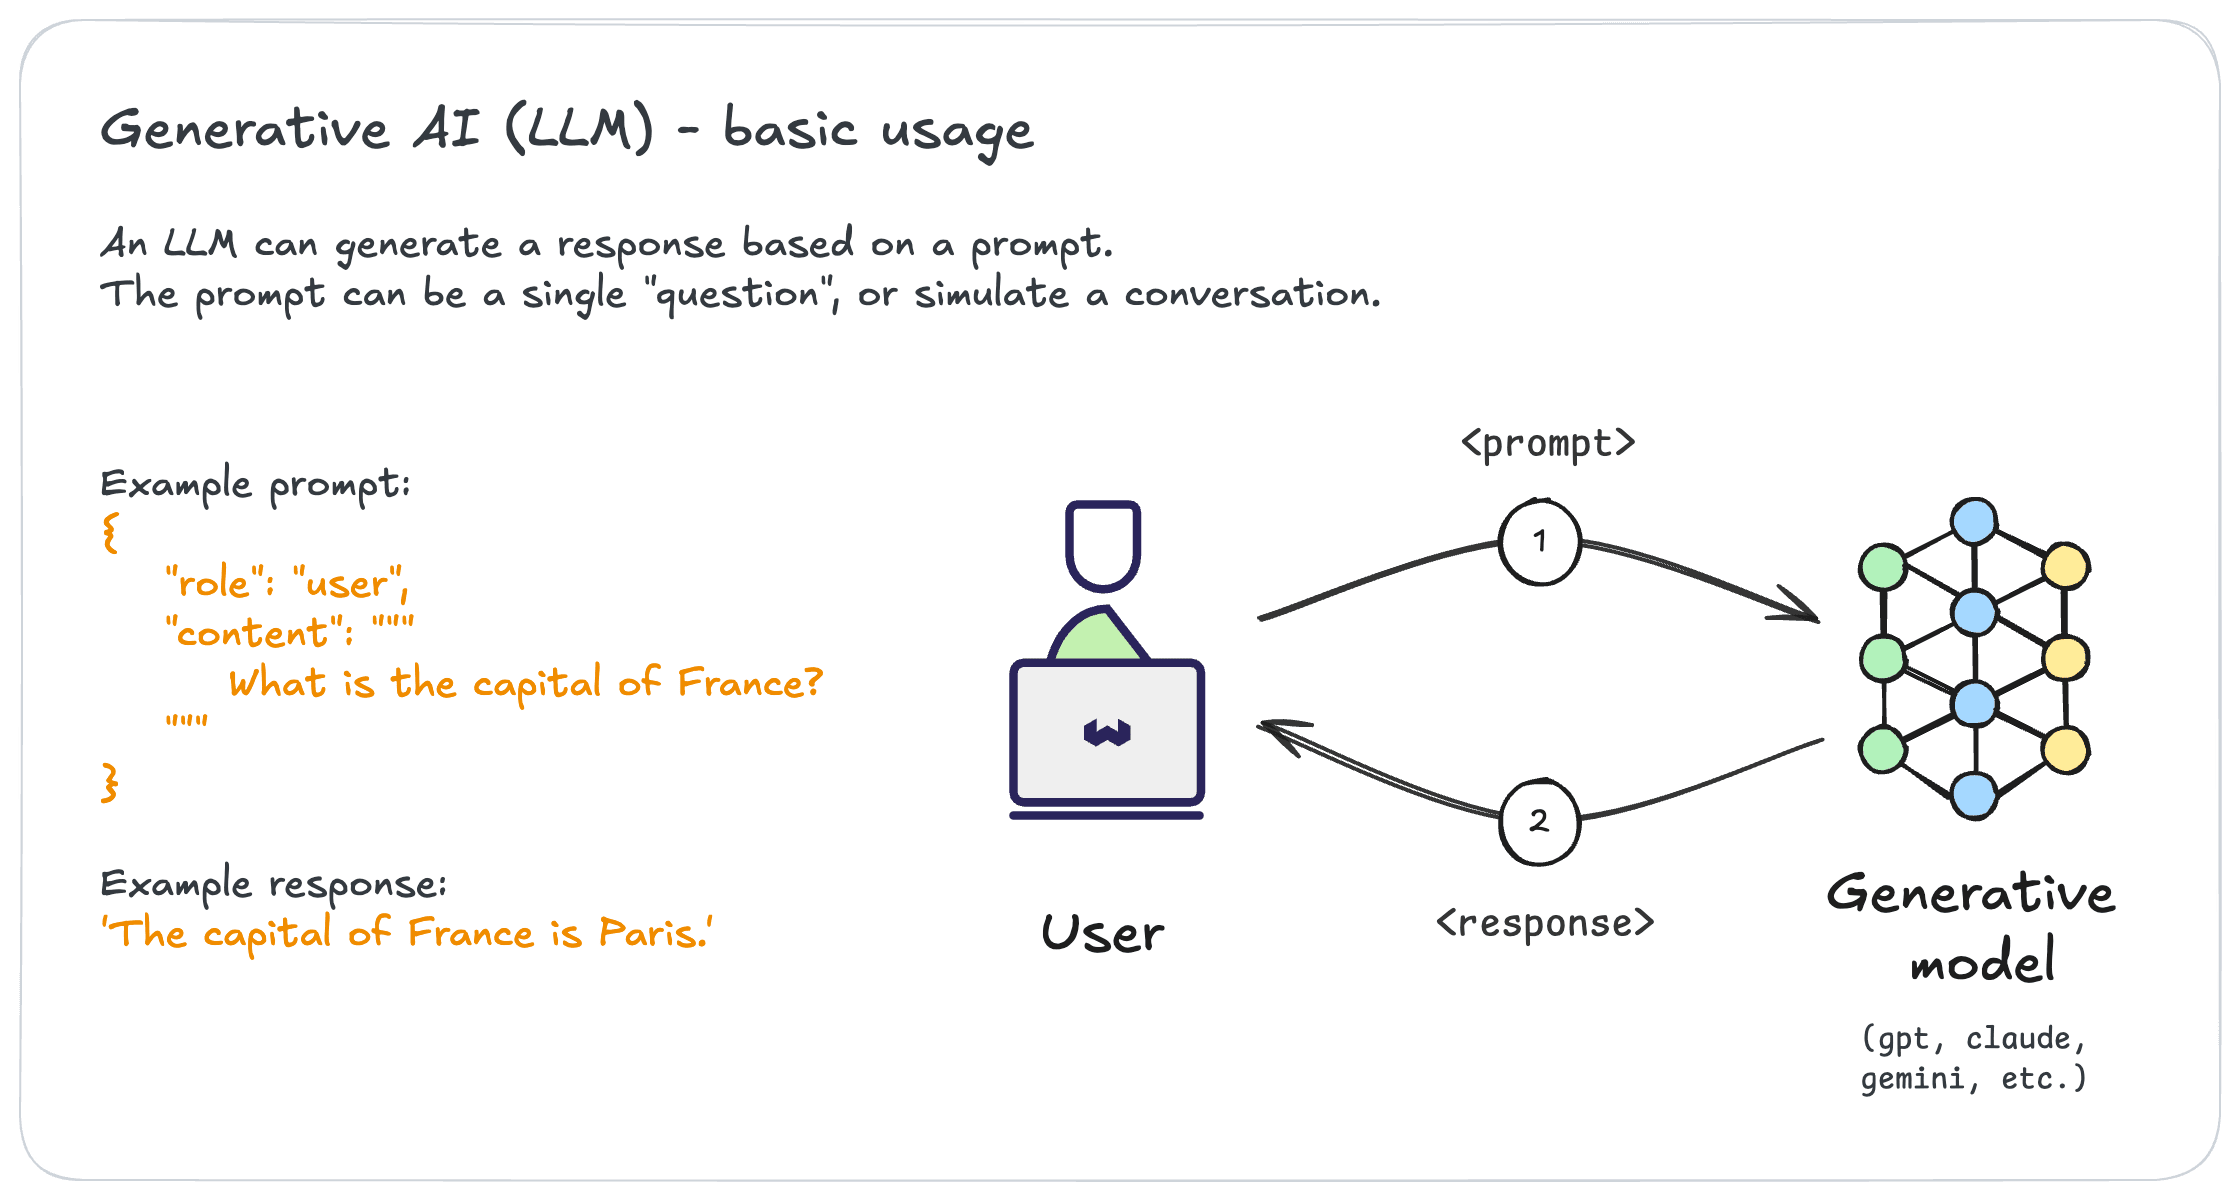 Generative AI (LLM) - basic usage
An LLM can generate a response based on a prompt.
The prompt can be a single "question", or simulate a conversation.
Example prompt:
{
"role": "user",
"content": """
What is the capital of France?
"""
}
Example response:
'The capital of France is Paris.'
<prompt>
1
2
<response>
User
Generative
model
(gpt, claude,
gemini, etc.)